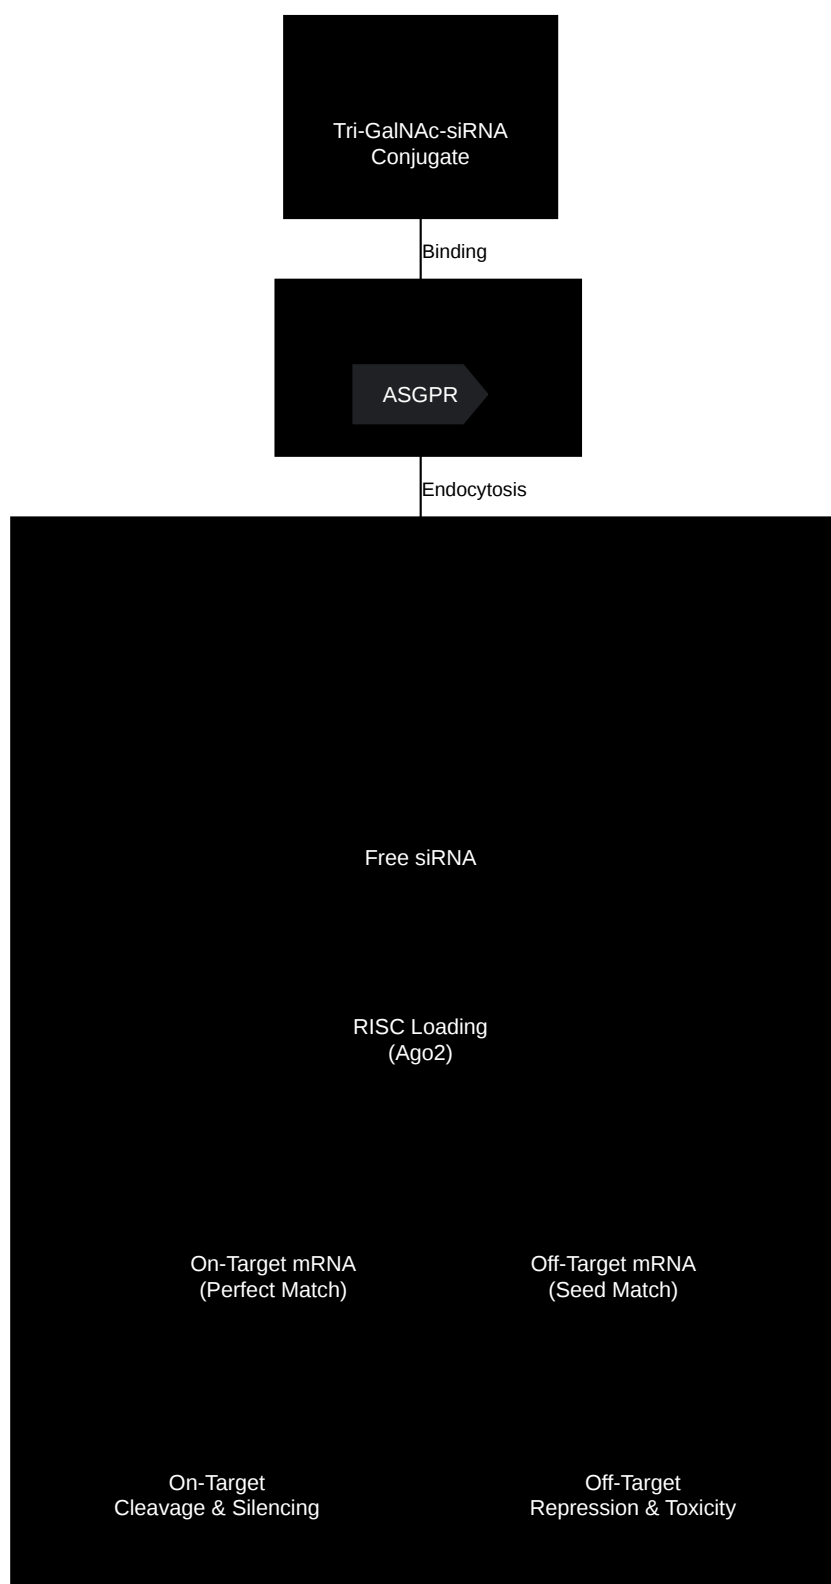 Tri-GalNAc-siRNA
Conjugate
Binding
ASGPR
Endocytosis
Free siRNA
RISC Loading
(Ago2)
On-Target mRNA
(Perfect Match)
Off-Target mRNA
(Seed Match)
On-Target
Cleavage & Silencing
Off-Target
Repression & Toxicity